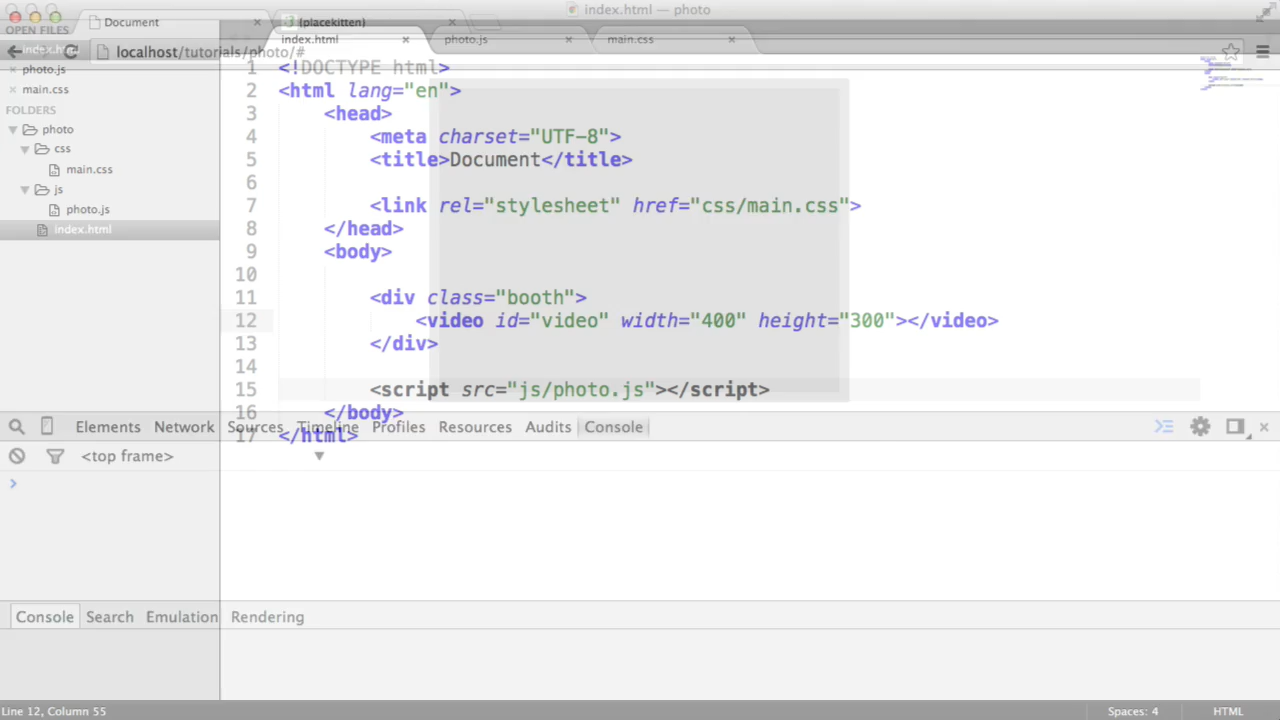 index.html — photo
Document
(placekitten)
OPEN FILES
index.html
photo.js
main.css
index.html
localhost/tutorials/photo/#
photo.js
main.css
FOLDERS
photo
css
main.css
js
photo.js
index.html
1 <!DOCTYPE html>
2 <html lang="en">
3 <head>
4 <meta charset="UTF-8">
5 <title>Document</title>
6
7 <link rel="stylesheet" href="css/main.css">
8 </head>
9 <body>
10
11 <div class="booth">
12 <video id="video" width="400" height="300"></video>
13 </div>
14
15 <script src="js/photo.js"></script>
16 </body>
17 </html>
Elements Network Sources Timeline Profiles Resources Audits Console
<top frame>
Console Search Emulation Rendering
Line 12, Column 55
Spaces: 4
HTML